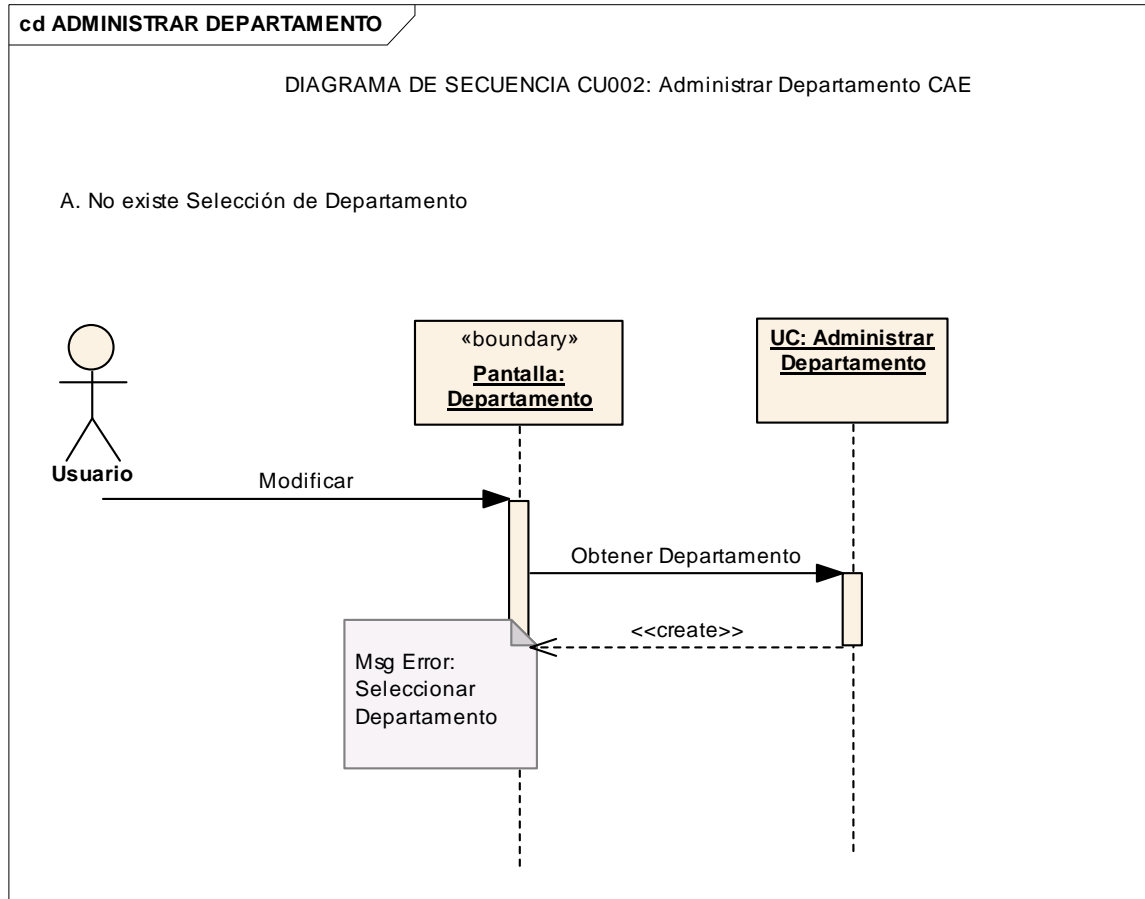 cd ADMINISTRAR DEPARTAMENTO
DIAGRAMA DE SECUENCIA CU002: Administrar Departamento CAE
A. No existe Selección de Departamento
«boundary»
Pantalla:
Departamento
UC: Administrar
Departamento
Usuario
Modificar
Obtener Departamento
<<create>>
Msg Error:
Seleccionar
Departamento